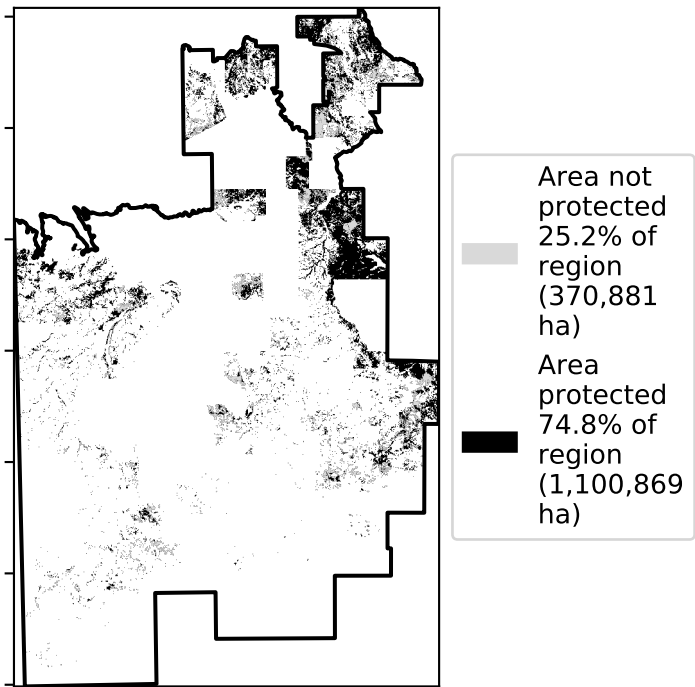 Area not
protected
25.2% of
region
(370,881
ha)
Area
protected
74.8% of
region
(1,100,869
ha)